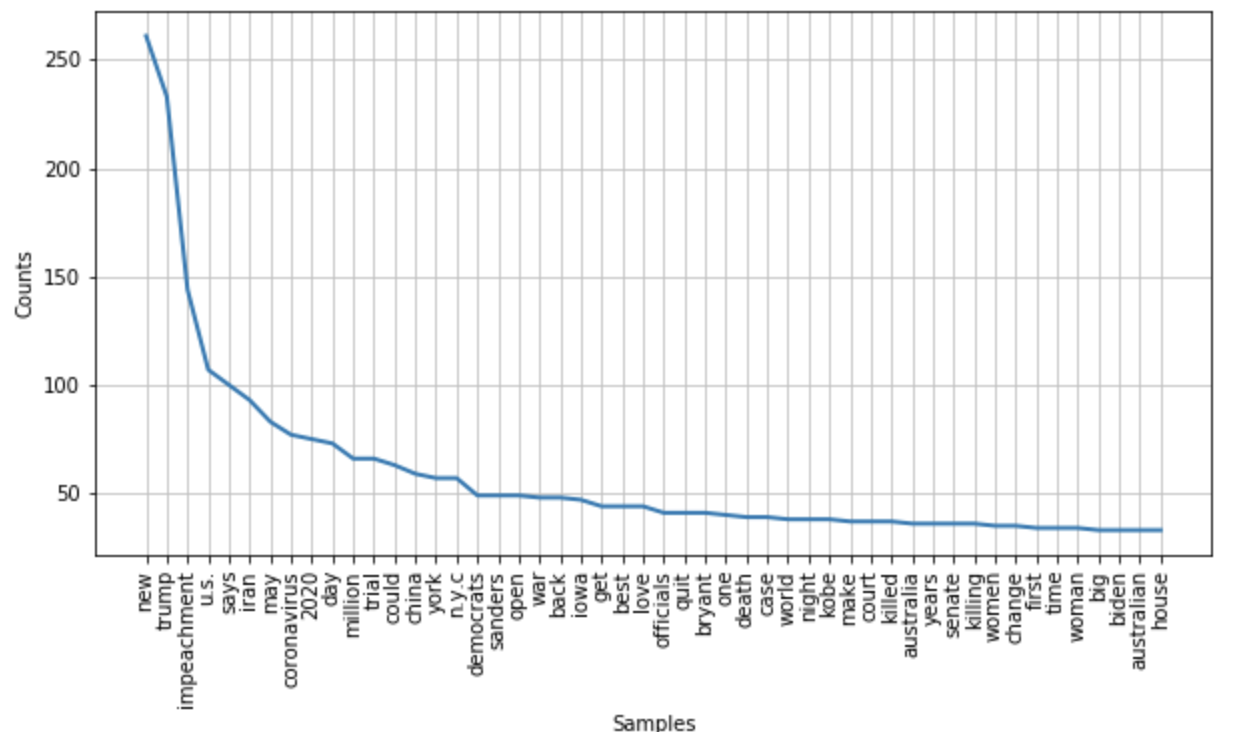 250
200
150
100
50
Counts
new
trump
impeachment
u.s.
says
iran
may
coronavirus
2020
day
million
trial
could
china
york
n.y.c
democrats
sanders
open
war
back
iowa
get
best
love
officials
quit
bryant
one
death
case
world
night
kobe
make
court
killed
australia
years
senate
killing
women
change
first
time
woman
big
biden
australian
house
Samples